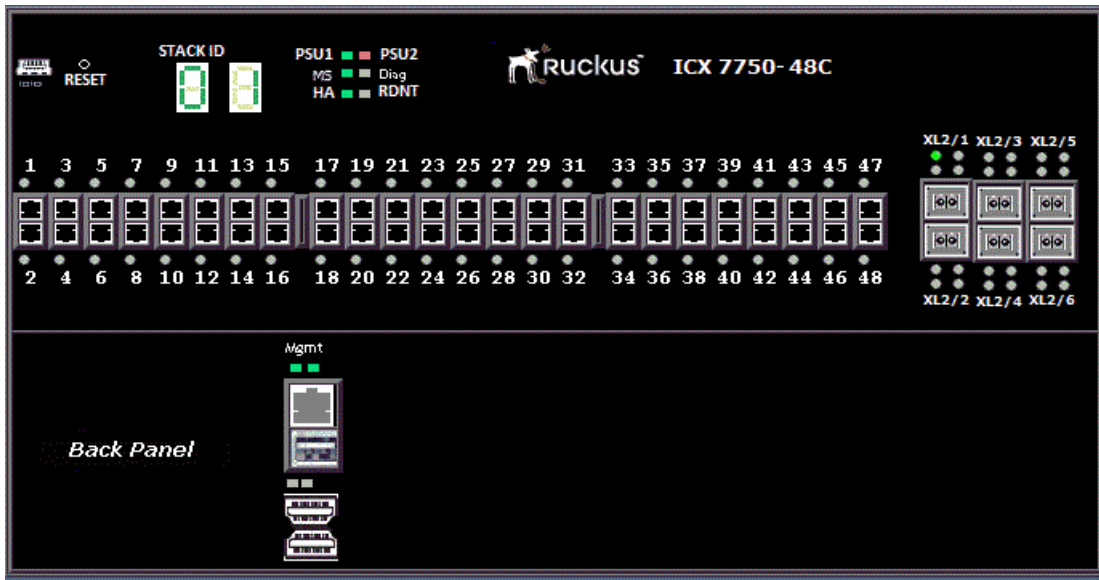 STACK ID PSU1 PSU2
MS Diag
HA RDNT
RESET
Ruckus ICX 7750-48C
01
XL2/1 XL2/3 XL2/5
1 3 5 7 9 11 13 15 17 19 21 23 25 27 29 31 33 35 37 39 41 43 45 47
2 4 6 8 10 12 14 16 18 20 22 24 26 28 30 32 34 36 38 40 42 44 46 48
XL2/2 XL2/4 XL2/6
Mgmt
Back Panel